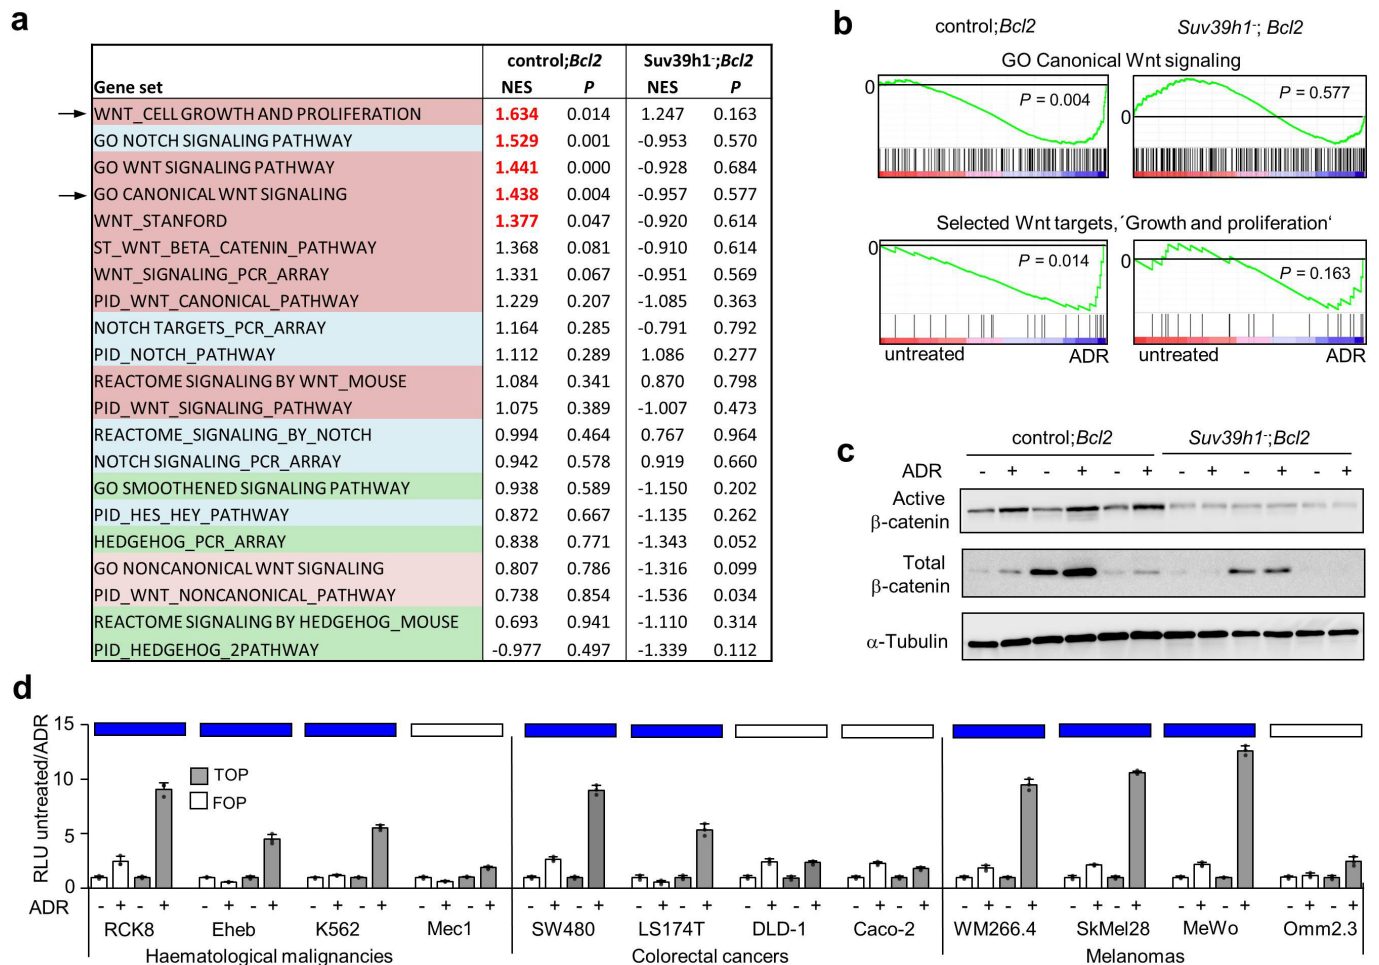 a
control;Bcl2 Suv39h1-;Bcl2
Gene set NES P NES P
WNT_CELL GROWTH AND PROLIFERATION 1.634 0.014 1.247 0.163
GO NOTCH SIGNALING PATHWAY 1.529 0.001 -0.953 0.570
GO WNT SIGNALING PATHWAY 1.441 0.000 -0.928 0.684
GO CANONICAL WNT SIGNALING 1.438 0.004 -0.957 0.577
WNT_STANFORD 1.377 0.047 -0.920 0.614
ST_WNT_BETA_CATENIN_PATHWAY 1.368 0.081 -0.910 0.614
WNT_SIGNALING_PCR_ARRAY 1.331 0.067 -0.951 0.569
PID_WNT_CANONICAL_PATHWAY 1.229 0.207 -1.085 0.363
NOTCH TARGETS_PCR_ARRAY 1.164 0.285 -0.791 0.792
PID_NOTCH_PATHWAY 1.112 0.289 1.086 0.277
REACTOME SIGNALING BY WNT_MOUSE 1.084 0.341 0.870 0.798
PID_WNT_SIGNALING_PATHWAY 1.075 0.389 -1.007 0.473
REACTOME_SIGNALING_BY_NOTCH 0.994 0.464 0.767 0.964
NOTCH SIGNALING_PCR_ARRAY 0.942 0.578 0.919 0.660
GO SMOOTHENED SIGNALING PATHWAY 0.938 0.589 -1.150 0.202
PID_HES_HEY_PATHWAY 0.872 0.667 -1.135 0.262
HEDGEHOG_PCR_ARRAY 0.838 0.771 -1.343 0.052
GO NONCANONICAL WNT SIGNALING 0.807 0.786 -1.316 0.099
PID_WNT_NONCANONICAL_PATHWAY 0.738 0.854 -1.536 0.034
REACTOME SIGNALING BY HEDGEHOG_MOUSE 0.693 0.941 -1.110 0.314
PID_HEDGEHOG_2PATHWAY -0.977 0.497 -1.339 0.112
b
control;Bcl2 Suv39h1-; Bcl2
GO Canonical Wnt signaling
0 P = 0.004 0 P = 0.577
Selected Wnt targets,´Growth and proliferation‘
0 P = 0.014 0 P = 0.163
untreated ADR untreated ADR
c
control;Bcl2 Suv39h1-;Bcl2
ADR - + - + - + - + - + - +
Active
β-catenin
Total
β-catenin
α-Tubulin
d
RLU untreated/ADR
15
10
5
0
TOP
FOP
ADR - + - + - + - + - + - + - + - + - + - + - + - + - + - + - + - + - + - + - + - + - + - + - + - +
RCK8 Eheb K562 Mec1 SW480 LS174T DLD-1 Caco-2 WM266.4 SkMel28 MeWo Omm2.3
Haematological malignancies Colorectal cancers Melanomas